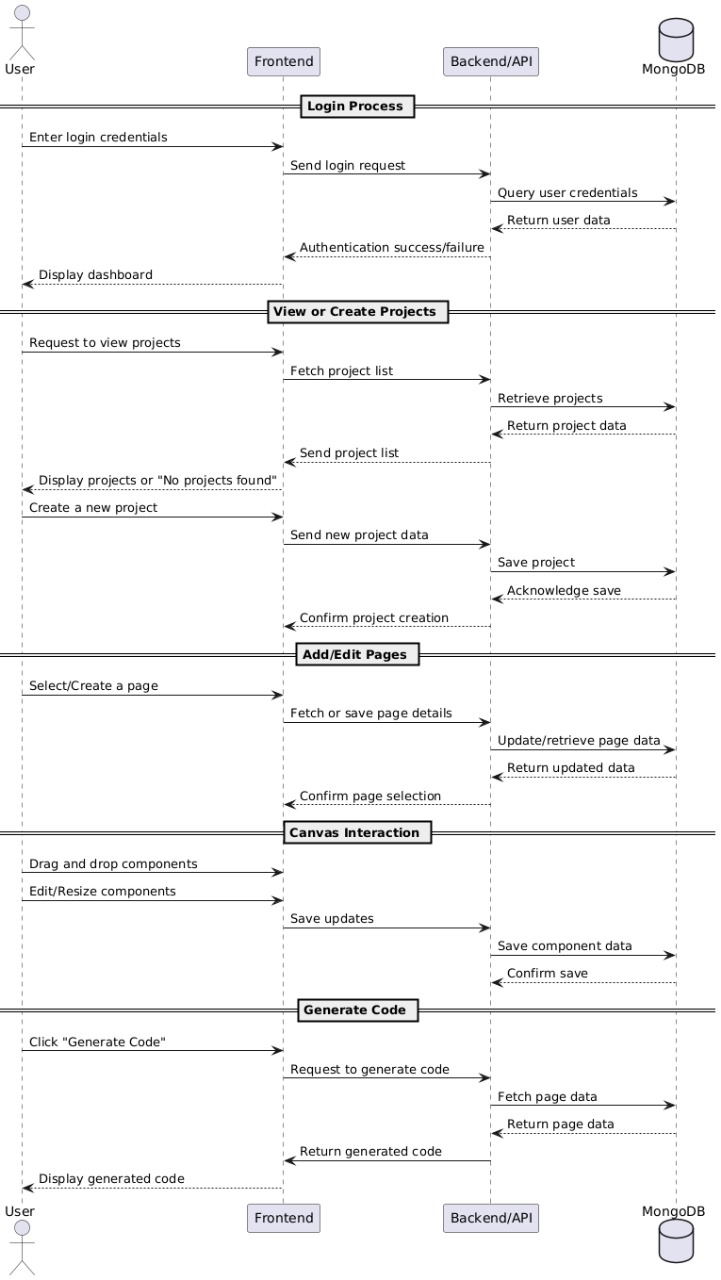 User
Frontend
Backend/API
MongoDB
Login Process
Enter login credentials
Send login request
Query user credentials
Return user data
Authentication success/failure
Display dashboard
View or Create Projects
Request to view projects
Fetch project list
Retrieve projects
Return project data
Send project list
Display projects or "No projects found"
Create a new project
Send new project data
Save project
Acknowledge save
Confirm project creation
Add/Edit Pages
Select/Create a page
Fetch or save page details
Update/retrieve page data
Return updated data
Confirm page selection
Canvas Interaction
Drag and drop components
Edit/Resize components
Save updates
Save component data
Confirm save
Generate Code
Click "Generate Code"
Request to generate code
Fetch page data
Return page data
Return generated code
Display generated code
User
Frontend
Backend/API
MongoDB